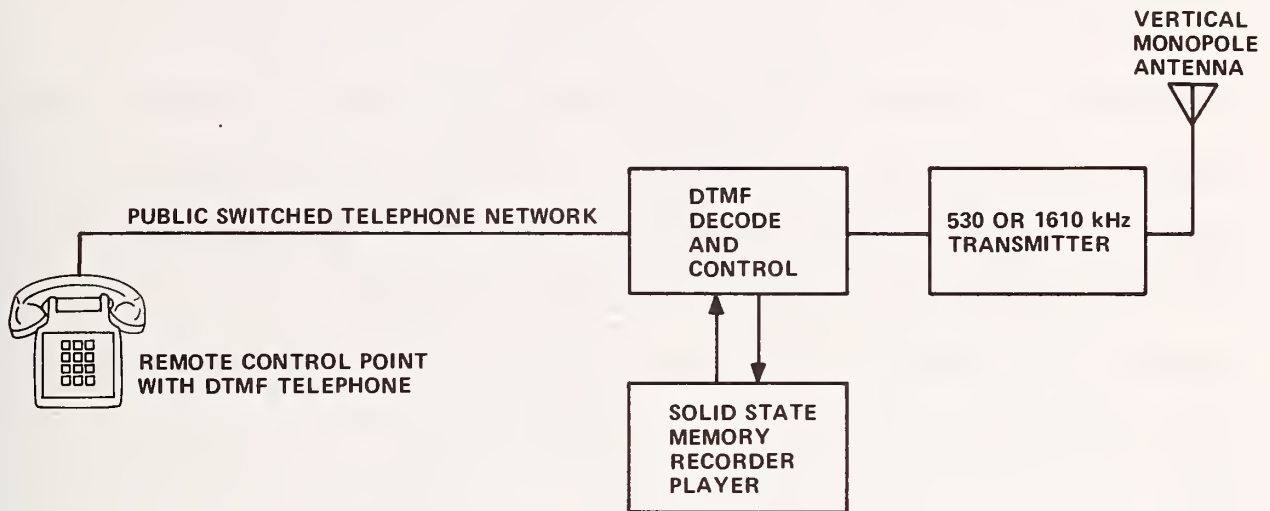 VERTICAL
MONOPOLE
ANTENNA
PUBLIC SWITCHED TELEPHONE NETWORK
DTMF
DECODE
AND
CONTROL
530 OR 1610 kHz
TRANSMITTER
REMOTE CONTROL POINT
WITH DTMF TELEPHONE
SOLID STATE
MEMORY
RECORDER
PLAYER